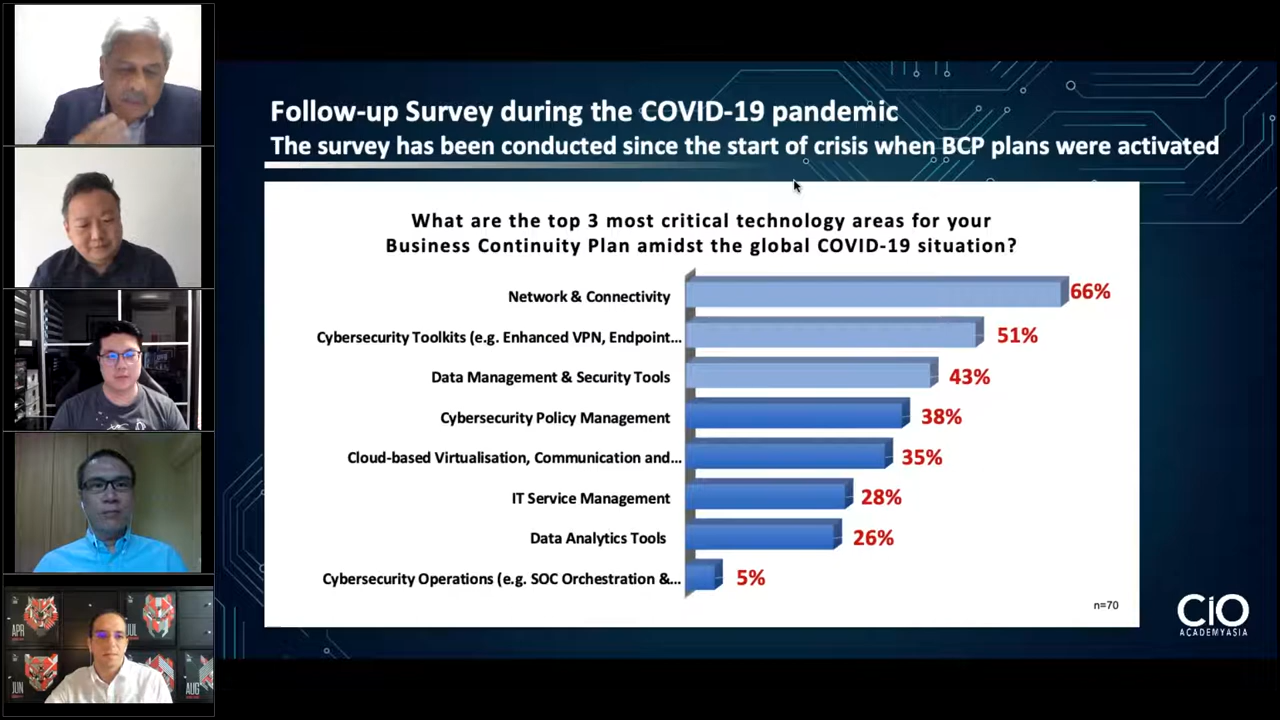 Follow-up Survey during the COVID-19 pandemic
The survey has been conducted since the start of crisis when BCP plans were activated
What are the top 3 most critical technology areas for your
Business Continuity Plan amidst the global COVID-19 situation?
Network & Connectivity 66%
Cybersecurity Toolkits (e.g. Enhanced VPN, Endpoint... 51%
Data Management & Security Tools 43%
Cybersecurity Policy Management 38%
Cloud-based Virtualisation, Communication and... 35%
IT Service Management 28%
Data Analytics Tools 26%
Cybersecurity Operations (e.g. SOC Orchestration &... 5%
n=70
CiO
ACADEMYASIA
APR
JUL
JUN
AUG